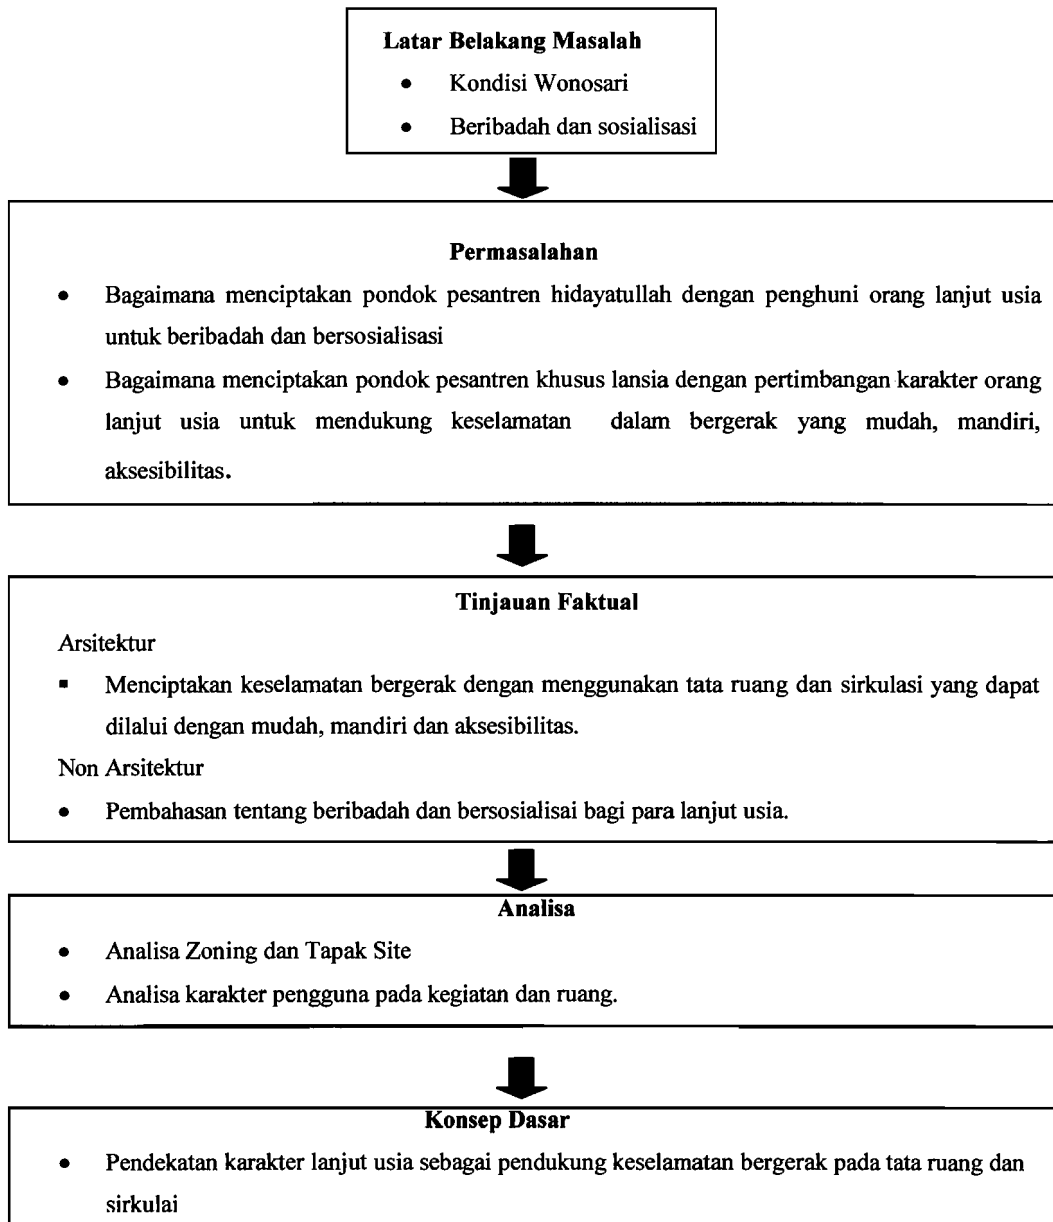 Latar Belakang Masalah
• Kondisi Wonosari
• Beribadah dan sosialisasi
Permasalahan
• Bagaimana menciptakan pondok pesantren hidayatullah dengan penghuni orang lanjut usia
untuk beribadah dan bersosialisasi
• Bagaimana menciptakan pondok pesantren khusus lansia dengan pertimbangan karakter orang
lanjut usia untuk mendukung keselamatan dalam bergerak yang mudah, mandiri,
aksesibilitas.
Tinjauan Faktual
Arsitektur
▪ Menciptakan keselamatan bergerak dengan menggunakan tata ruang dan sirkulasi yang dapat
dilalui dengan mudah, mandiri dan aksesibilitas.
Non Arsitektur
• Pembahasan tentang beribadah dan bersosialisai bagi para lanjut usia.
Analisa
• Analisa Zoning dan Tapak Site
• Analisa karakter pengguna pada kegiatan dan ruang.
Konsep Dasar
• Pendekatan karakter lanjut usia sebagai pendukung keselamatan bergerak pada tata ruang dan
sirkulai